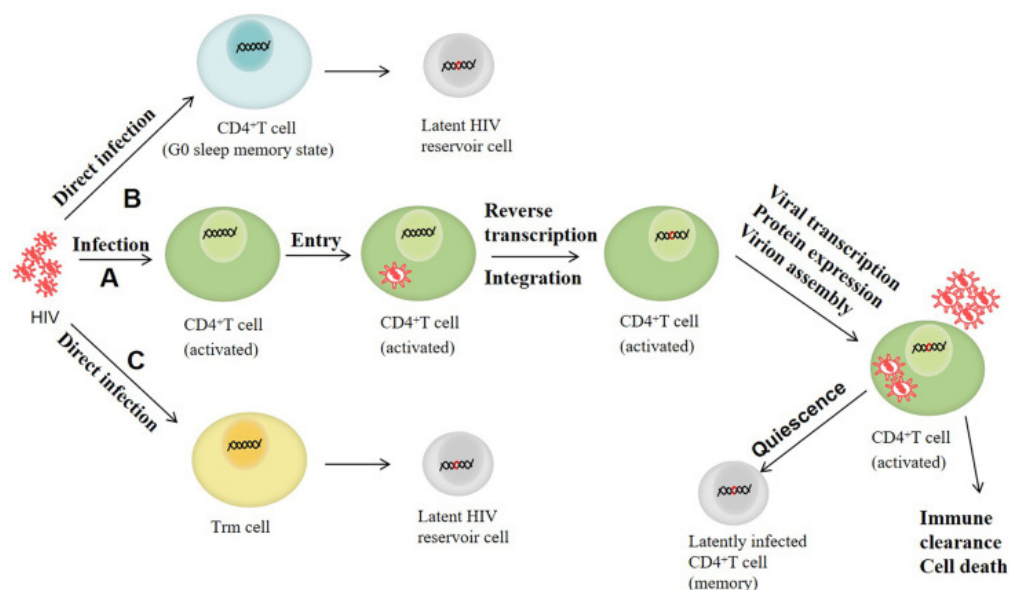 CD4⁺T cell
(G0 sleep memory state)
Latent HIV
reservoir cell
Direct infection
B
HIV
Infection
A
CD4⁺T cell
(activated)
Entry
CD4⁺T cell
(activated)
Reverse
transcription
Integration
CD4⁺T cell
(activated)
Viral transcription
Protein expression
Virion assembly
CD4⁺T cell
(activated)
Quiescence
Latently infected
CD4⁺T cell
(memory)
Immune
clearance
Cell death
C
Direct infection
Trm cell
Latent HIV
reservoir cell